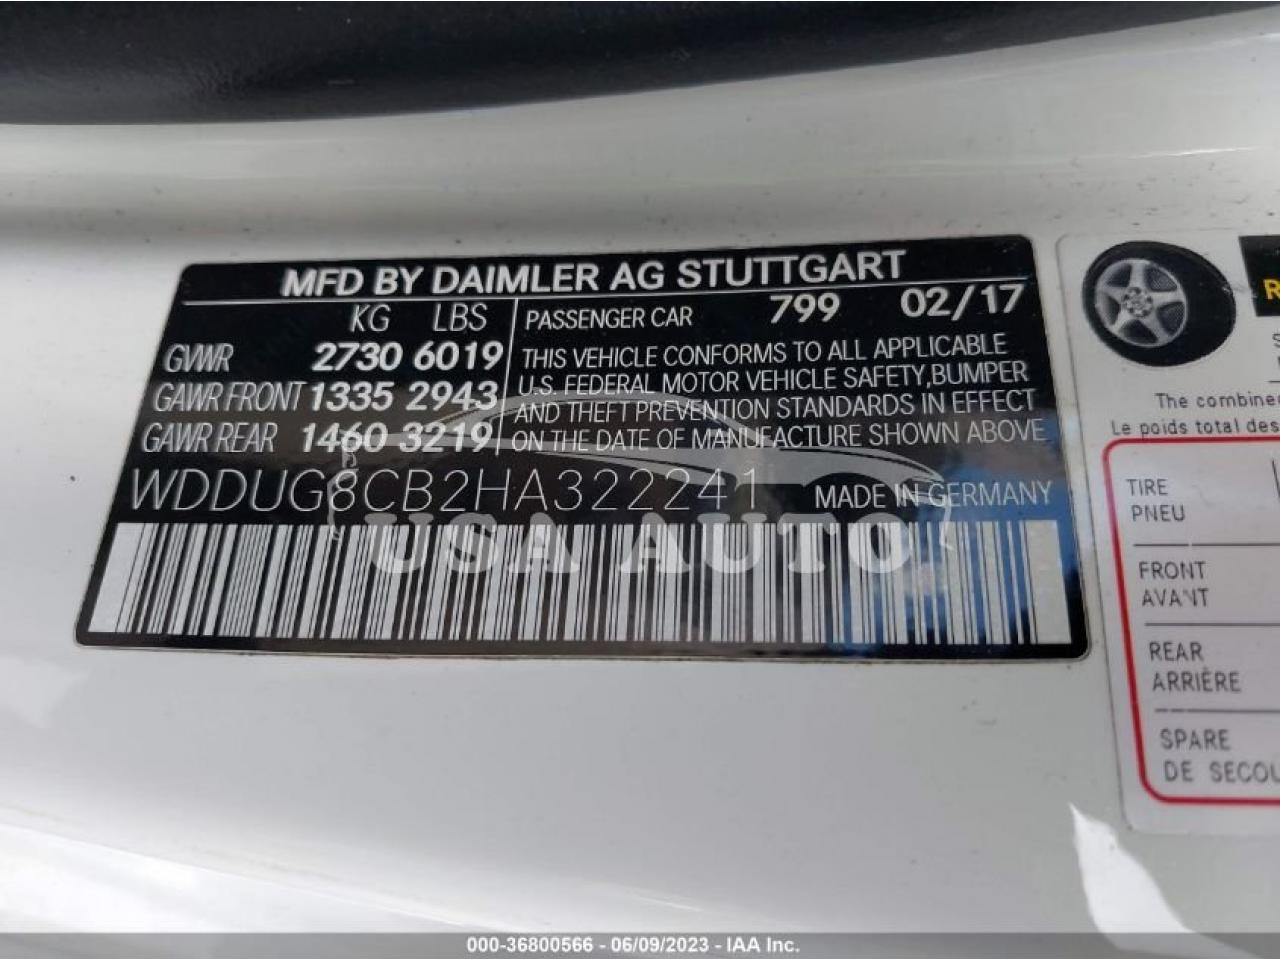 MFD BY DAIMLER AG STUTTGART
KG LBS
PASSENGER CAR 799 02/17
GVWR 2730 6019
GAWR FRONT 1335 2943
GAWR REAR 1460 3219
THIS VEHICLE CONFORMS TO ALL APPLICABLE
U.S. FEDERAL MOTOR VEHICLE SAFETY, BUMPER
AND THEFT PREVENTION STANDARDS IN EFFECT
ON THE DATE OF MANUFACTURE SHOWN ABOVE
WDDUG8CB2HA322241 MADE IN GERMANY
USA AUTO
The combine
Le poids total des
TIRE
PNEU
FRONT
AVANT
REAR
ARRIÈRE
SPARE
DE SECOU
000-36800566 - 06/09/2023 - IAA Inc.